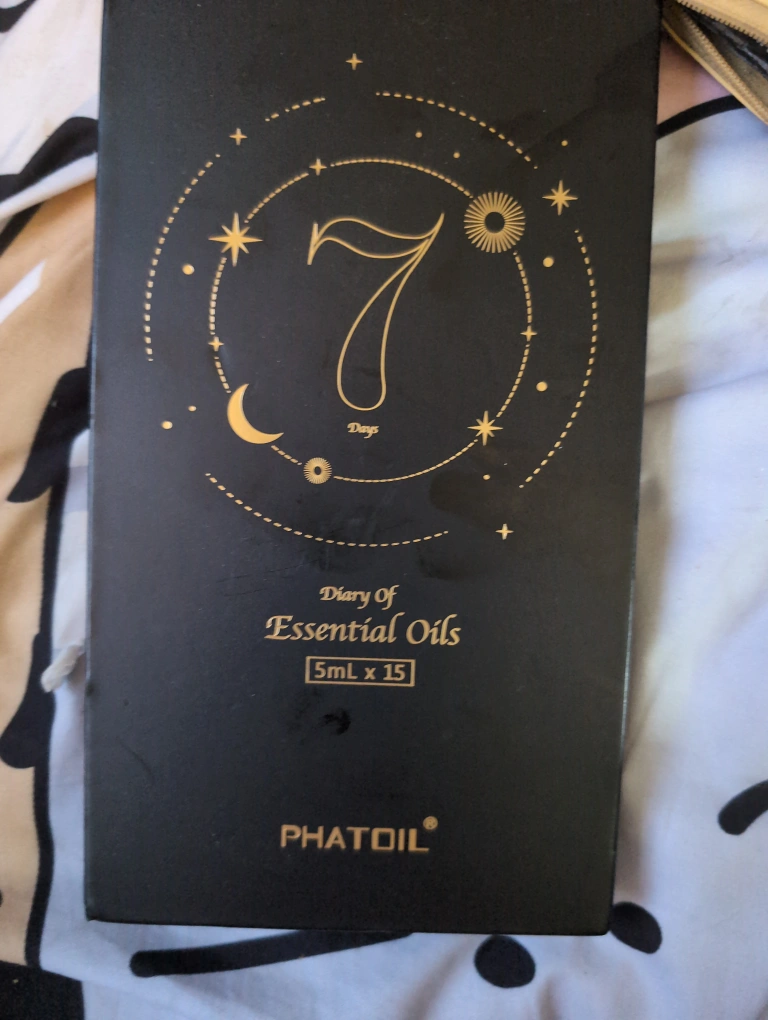 7
Days
Diary Of
Essential Oils
5mL x 15
PHATOIL®